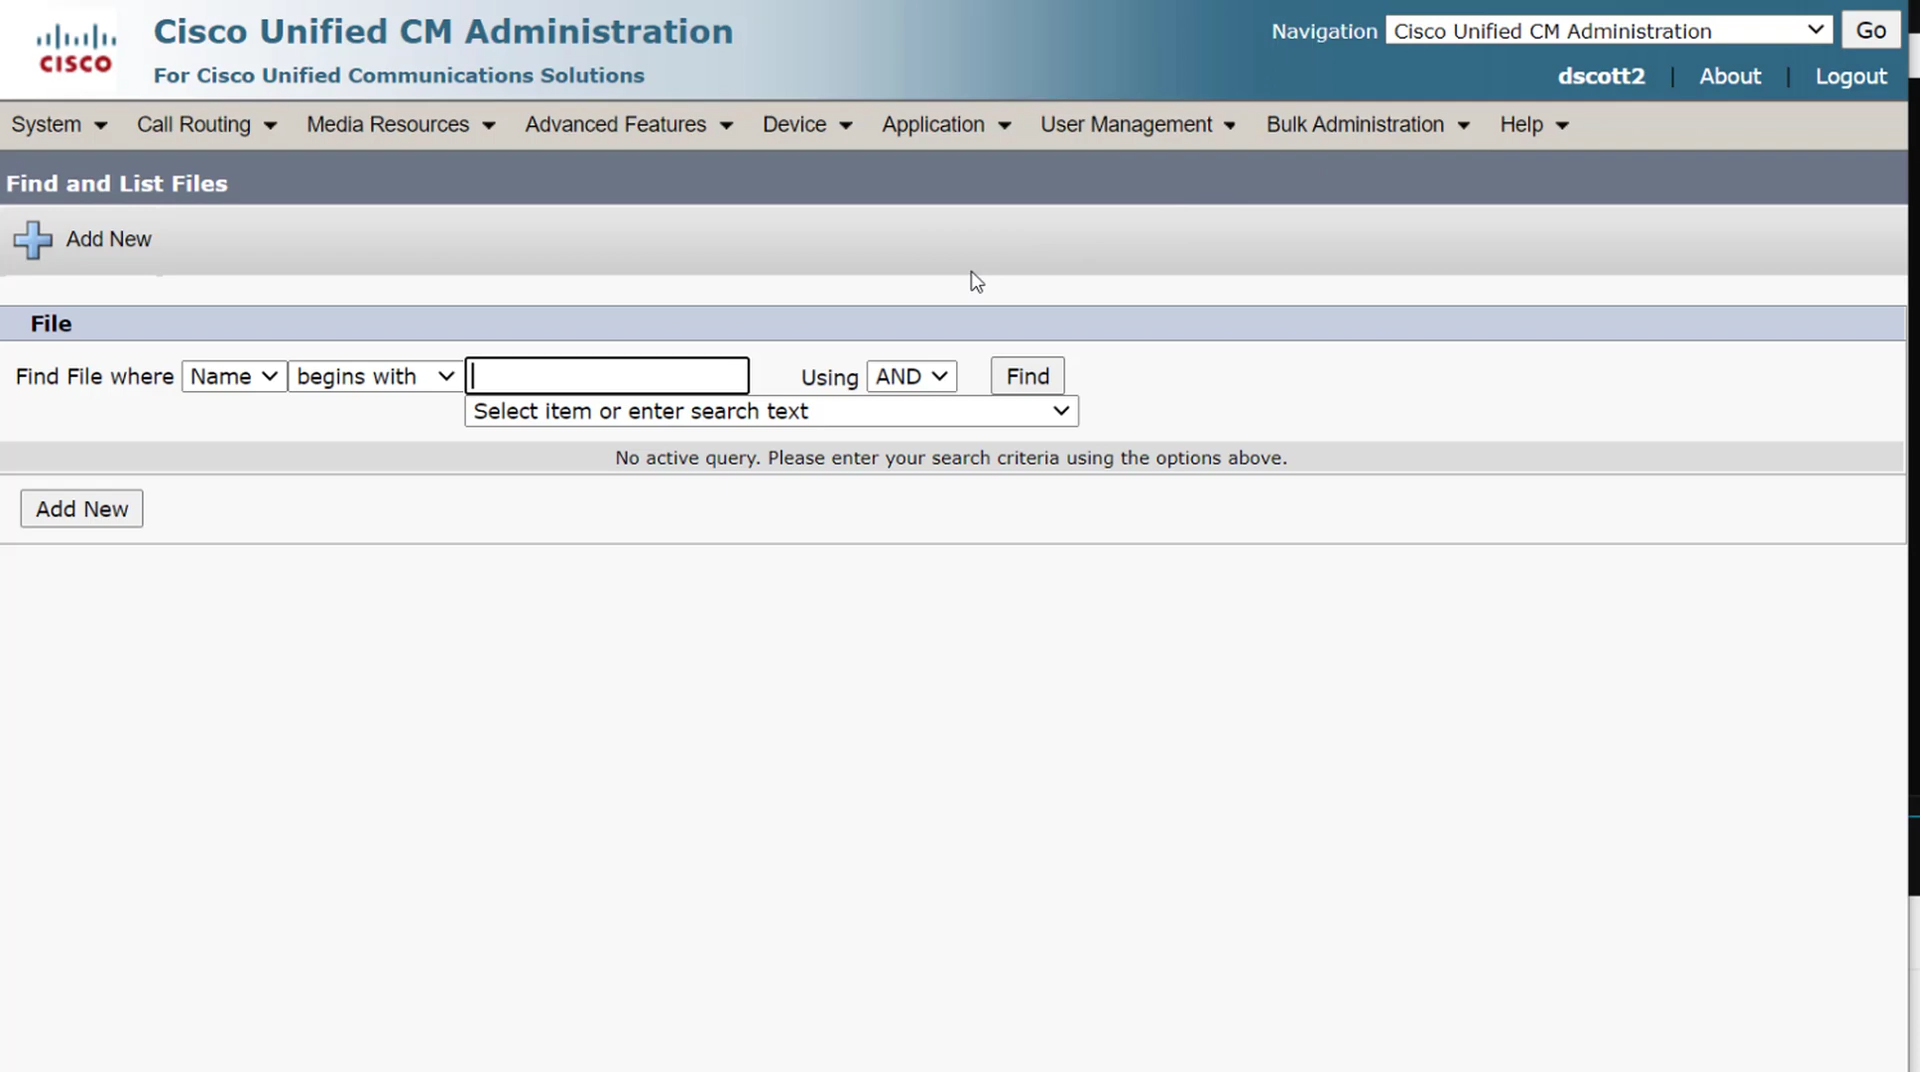 Cisco Unified CM Administration
For Cisco Unified Communications Solutions
CISCO
Navigation Cisco Unified CM Administration Go
dscott2 | About | Logout
System Call Routing Media Resources Advanced Features Device Application User Management Bulk Administration Help
Find and List Files
Add New
File
Find File where Name begins with Using AND Find
Select item or enter search text
No active query. Please enter your search criteria using the options above.
Add New